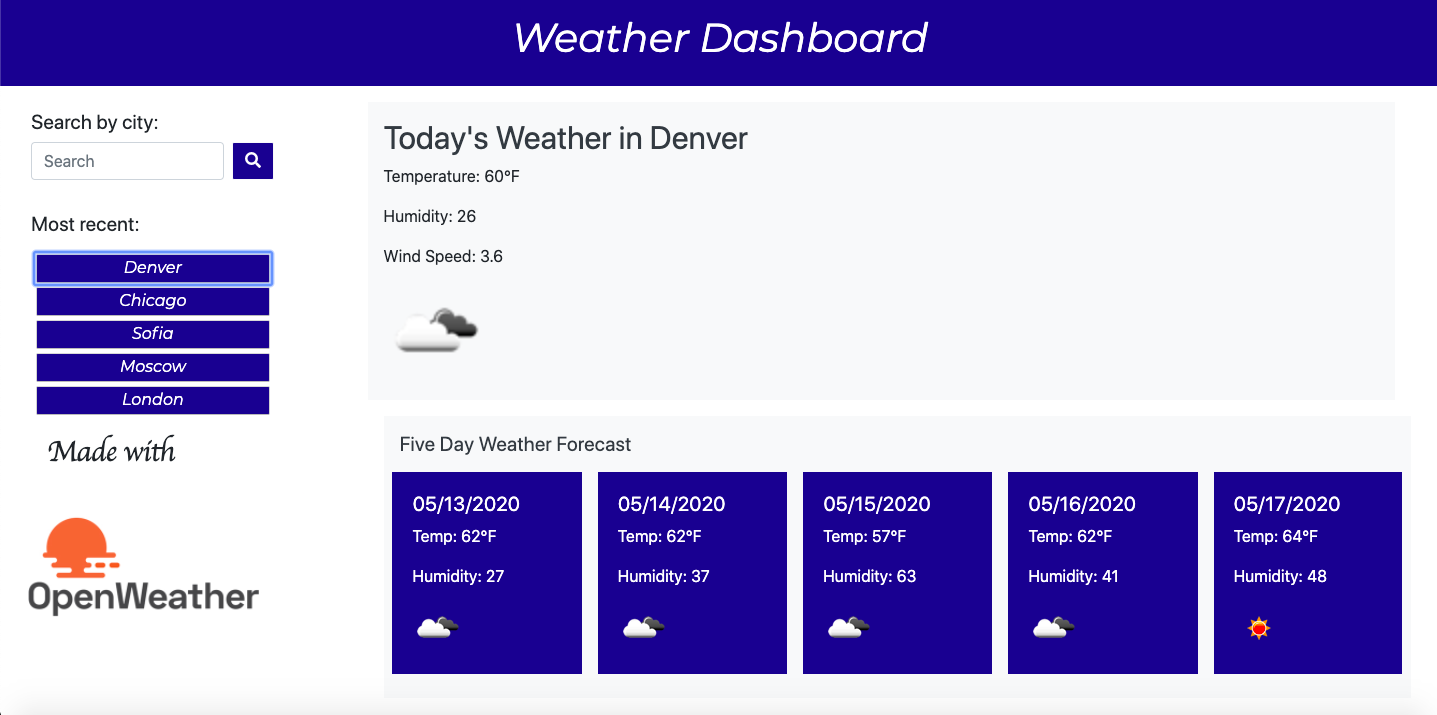 Weather Dashboard
Search by city:
Search
Most recent:
Denver
Chicago
Sofia
Moscow
London
Made with
OpenWeather
Today's Weather in Denver
Temperature: 60°F
Humidity: 26
Wind Speed: 3.6
Five Day Weather Forecast
05/13/2020
Temp: 62°F
Humidity: 27
05/14/2020
Temp: 62°F
Humidity: 37
05/15/2020
Temp: 57°F
Humidity: 63
05/16/2020
Temp: 62°F
Humidity: 41
05/17/2020
Temp: 64°F
Humidity: 48